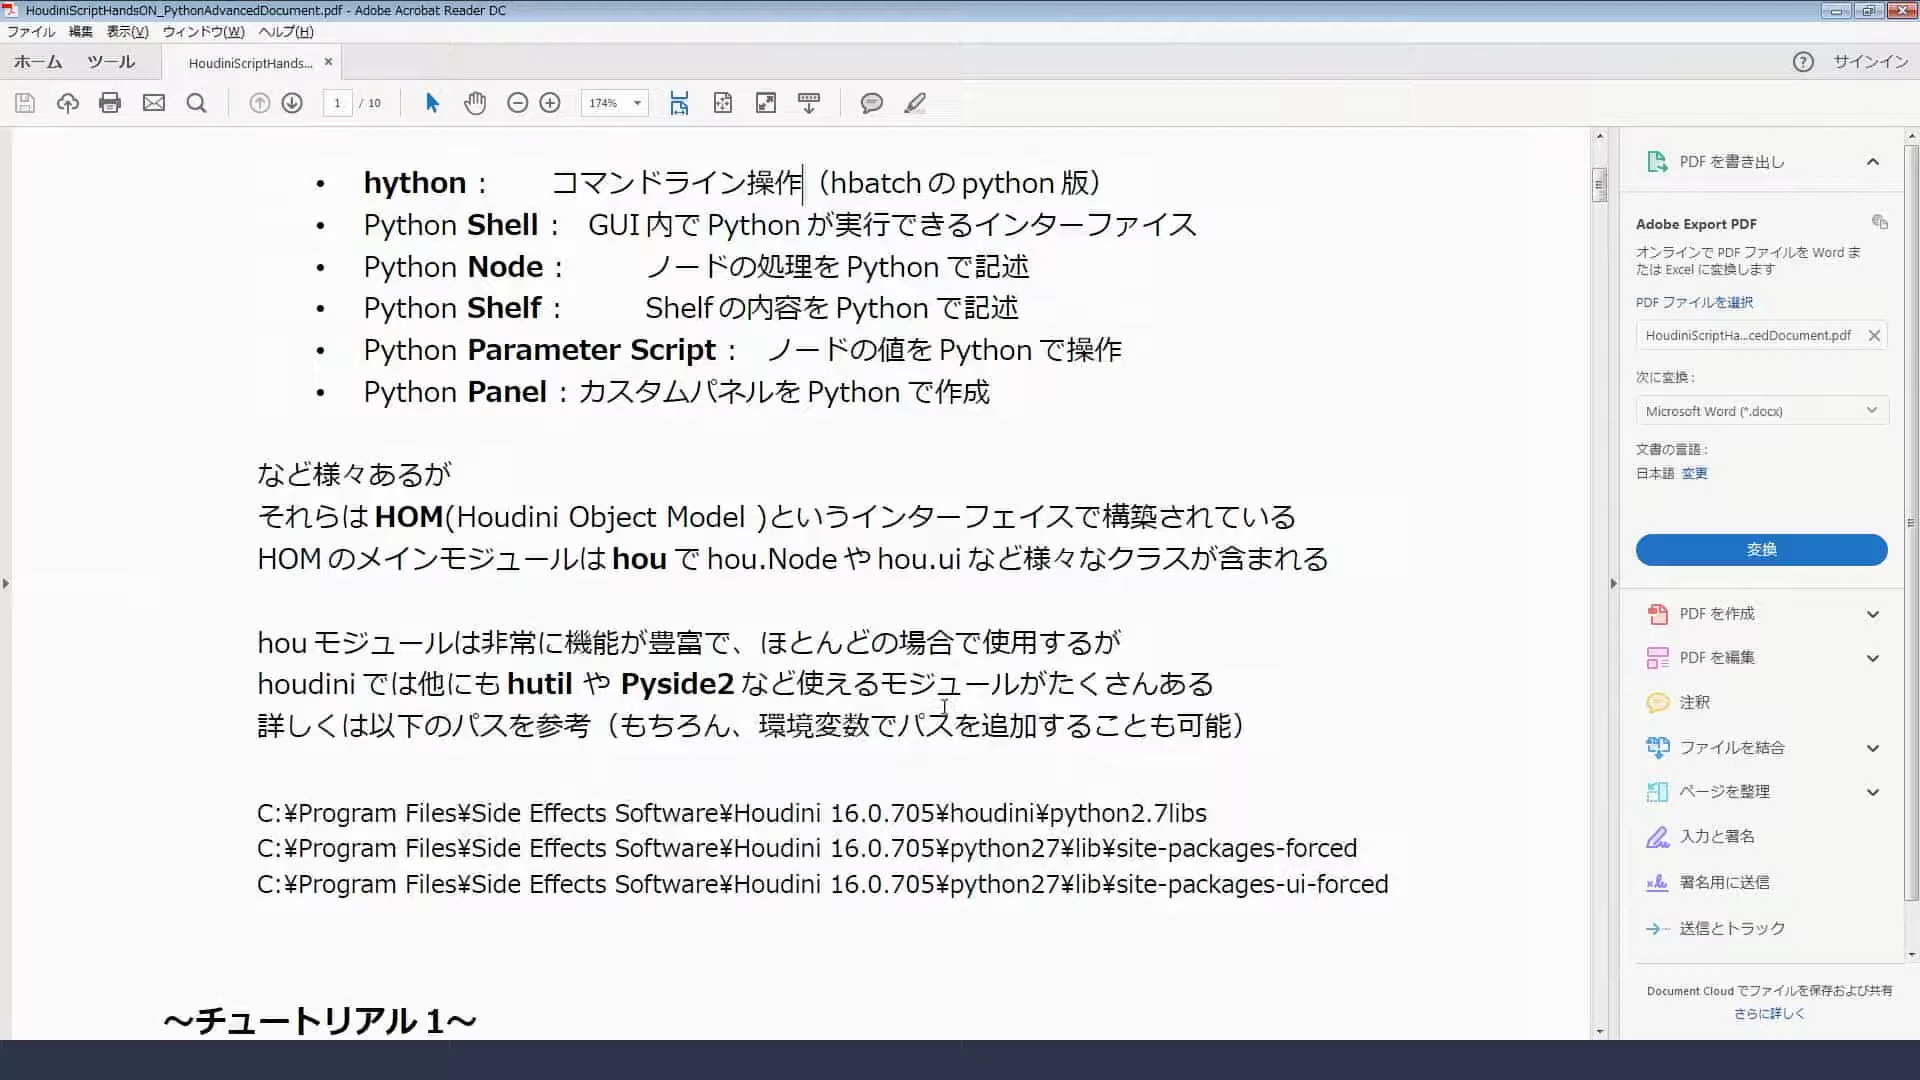 HoudiniScriptHandsON_PythonAdvancedDocument.pdf - Adobe Acrobat Reader DC
ファイル 編集 表示(V) ウィンドウ(W) ヘルプ(H)
ホーム ツール HoudiniScriptHands... × サインイン
1 / 10 174%
• hython : コマンドライン操作（hbatch の python 版）
• Python Shell : GUI 内で Python が実行できるインターファイス
• Python Node : ノードの処理を Python で記述
• Python Shelf : Shelf の内容を Python で記述
• Python Parameter Script : ノードの値を Python で操作
• Python Panel : カスタムパネルを Python で作成
など様々あるが
それらは HOM(Houdini Object Model )というインターフェイスで構築されている
HOM のメインモジュールは hou で hou.Node や hou.ui など様々なクラスが含まれる
hou モジュールは非常に機能が豊富で、ほとんどの場合で使用するが
houdini では他にも hutil や Pyside2 など使えるモジュールがたくさんある
詳しくは以下のパスを参考（もちろん、環境変数でパスを追加することも可能）
C:¥Program Files¥Side Effects Software¥Houdini 16.0.705¥houdini¥python2.7libs
C:¥Program Files¥Side Effects Software¥Houdini 16.0.705¥python27¥lib¥site-packages-forced
C:¥Program Files¥Side Effects Software¥Houdini 16.0.705¥python27¥lib¥site-packages-ui-forced
～チュートリアル 1～
PDF を書き出し
Adobe Export PDF
オンラインで PDF ファイルを Word ま
たは Excel に変換します
PDF ファイルを選択
HoudiniScriptHa...cedDocument.pdf
次に変換 :
Microsoft Word (*.docx)
文書の言語 :
日本語 変更
変換
PDF を作成
PDF を編集
注釈
ファイルを結合
ページを整理
入力と署名
署名用に送信
送信とトラック
Document Cloud でファイルを保存および共有
さらに詳しく